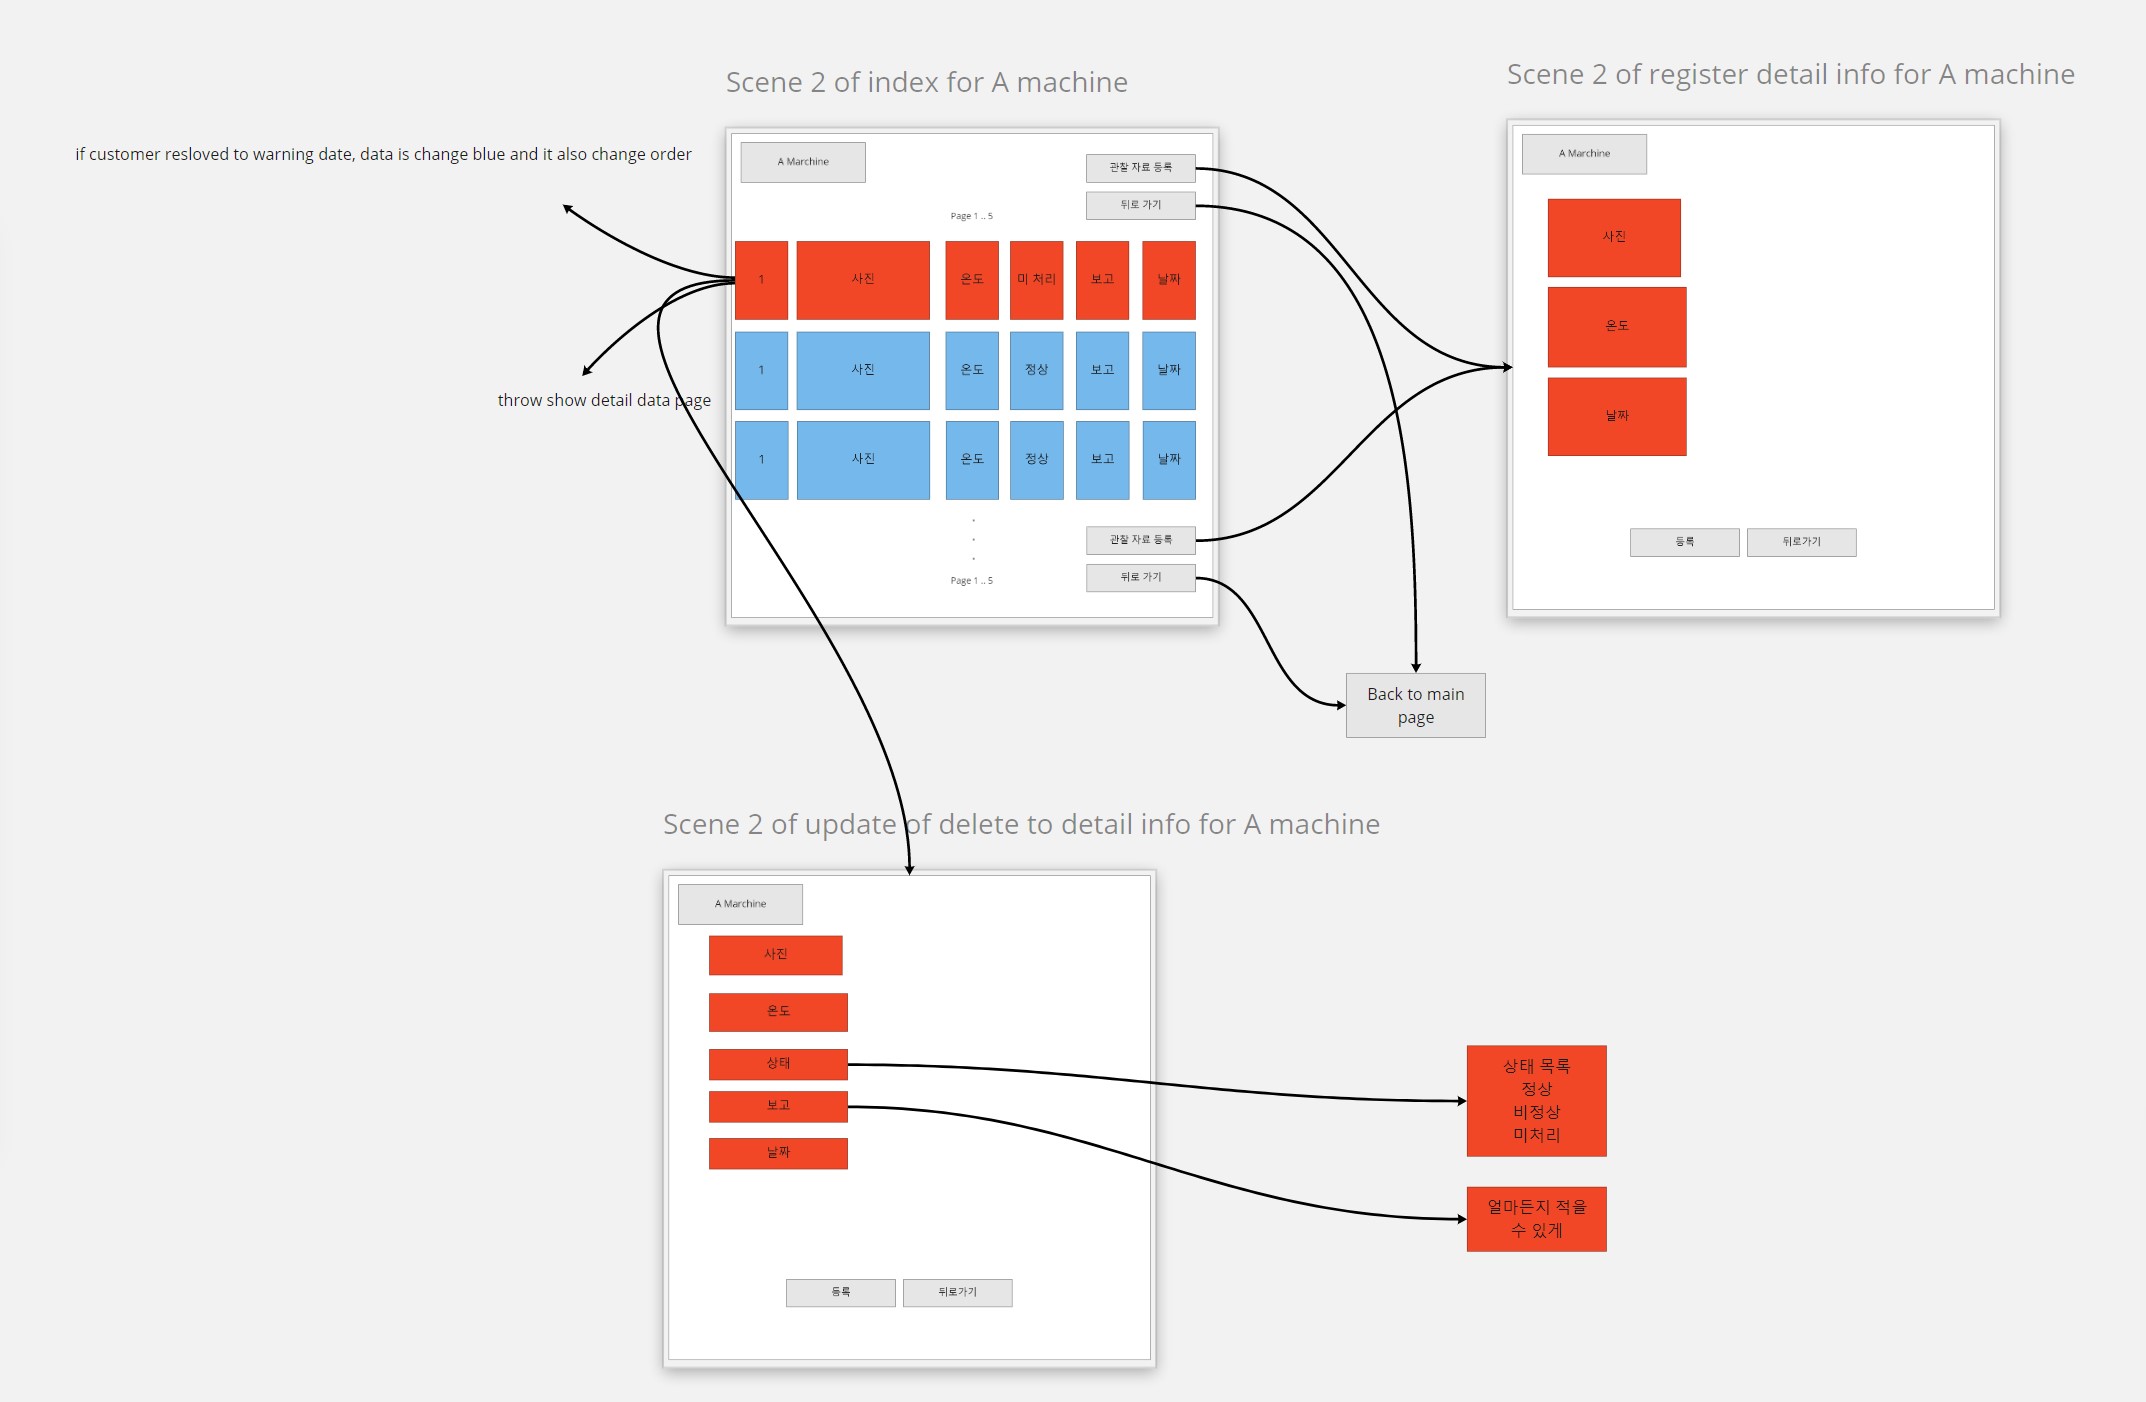 Scene 2 of index for A machine
Scene 2 of register detail info for A machine
if customer resloved to warning date, data is change blue and it also change order
throw show detail data page
A Marchine
관찰 자료 등록
뒤로 가기
Page 1 .. 5
1 사진 온도 미 처리 보고 날짜
1 사진 온도 정상 보고 날짜
1 사진 온도 정상 보고 날짜
관찰 자료 등록
뒤로 가기
Page 1 .. 5
A Marchine
사진
온도
날짜
등록 뒤로가기
Back to main
page
Scene 2 of update of delete to detail info for A machine
A Marchine
사진
온도
상태
보고
날짜
등록 뒤로가기
상태 목록
정상
비정상
미처리
얼마든지 적을
수 있게